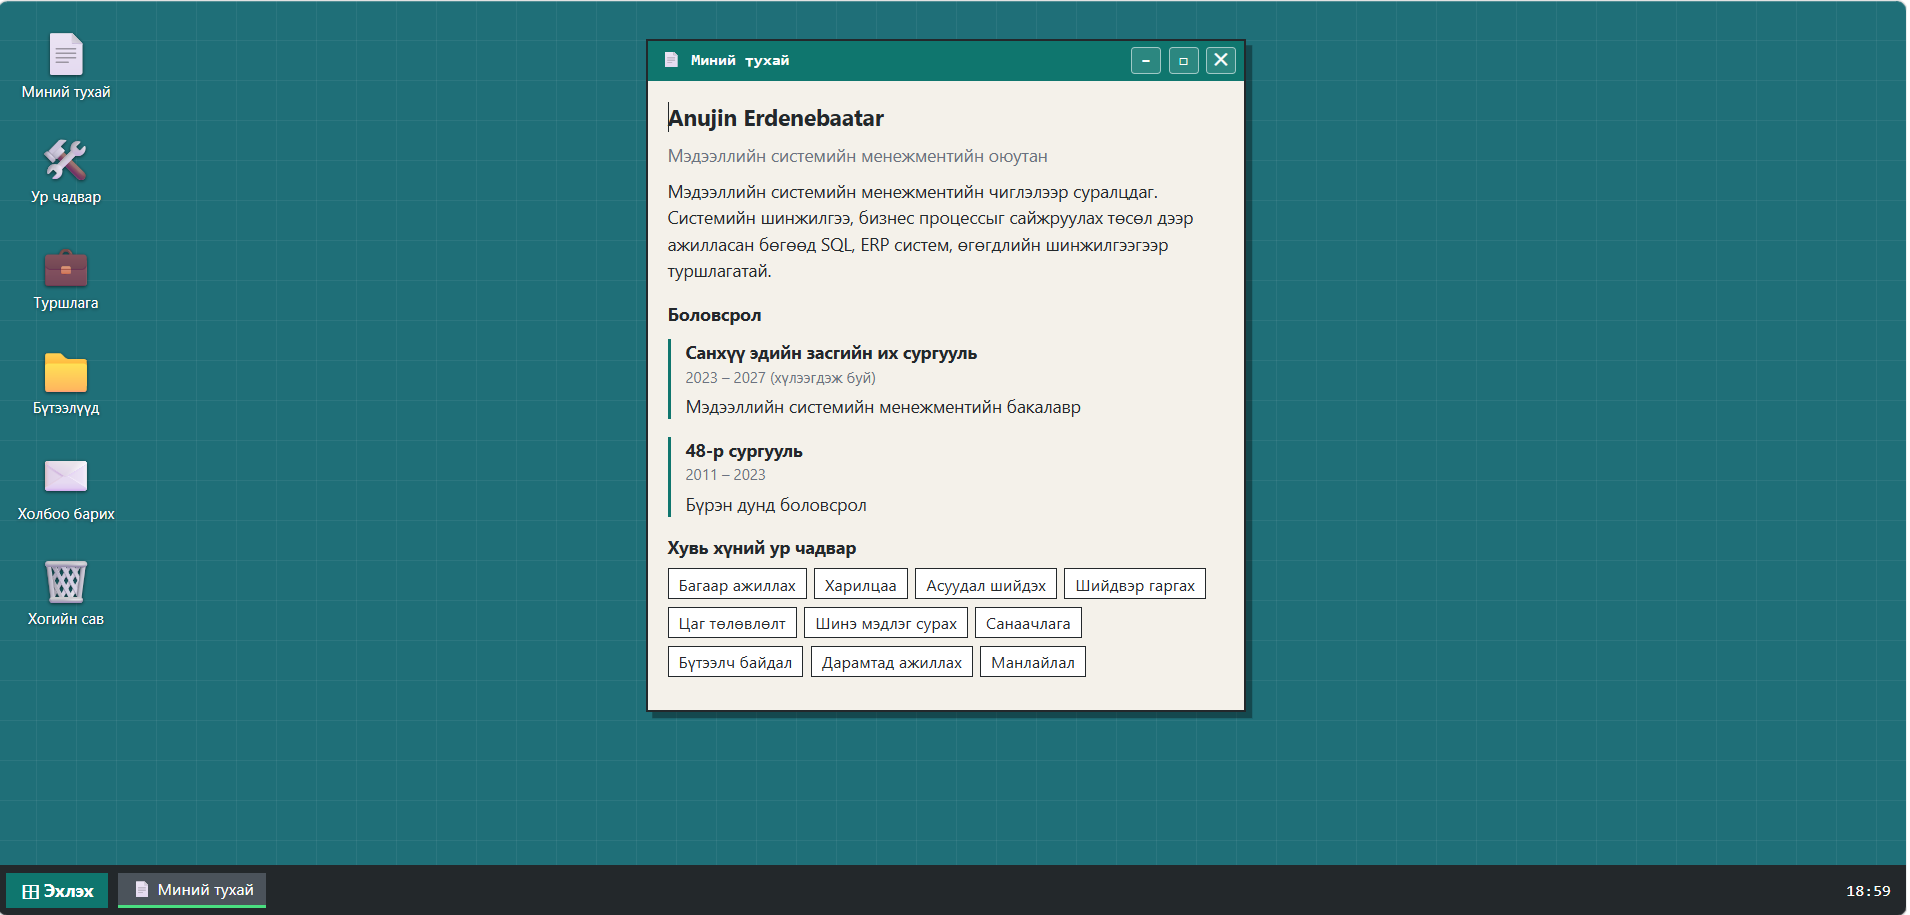 Миний тухай
Ур чадвар
Туршлага
Бүтээлүүд
Холбоо барих
Хогийн сав
Миний тухай
Anujin Erdenebaatar
Мэдээллийн системийн менежментийн оюутан
Мэдээллийн системийн менежментийн чиглэлээр суралцдаг.
Системийн шинжилгээ, бизнес процессыг сайжруулах төсөл дээр
ажилласан бөгөөд SQL, ERP систем, өгөгдлийн шинжилгээгээр
туршлагатай.
Боловсрол
Санхүү эдийн засгийн их сургууль
2023 – 2027 (хүлээгдэж буй)
Мэдээллийн системийн менежментийн бакалавр
48-р сургууль
2011 – 2023
Бүрэн дунд боловсрол
Хувь хүний ур чадвар
Багаар ажиллах Харилцаа Асуудал шийдэх Шийдвэр гаргах
Цаг төлөвлөлт Шинэ мэдлэг сурах Санаачлага
Бүтээлч байдал Дарамтад ажиллах Манлайлал
Эхлэх Миний тухай 18:59